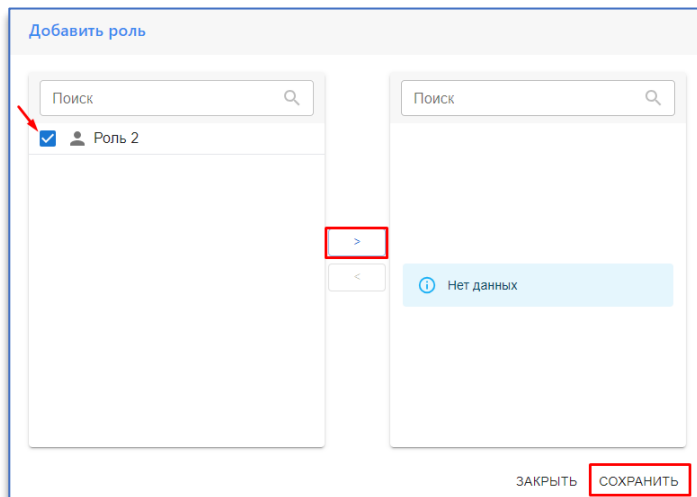 Добавить роль
Поиск
Поиск
Роль 2
>
<
Нет данных
ЗАКРЫТЬ
СОХРАНИТЬ